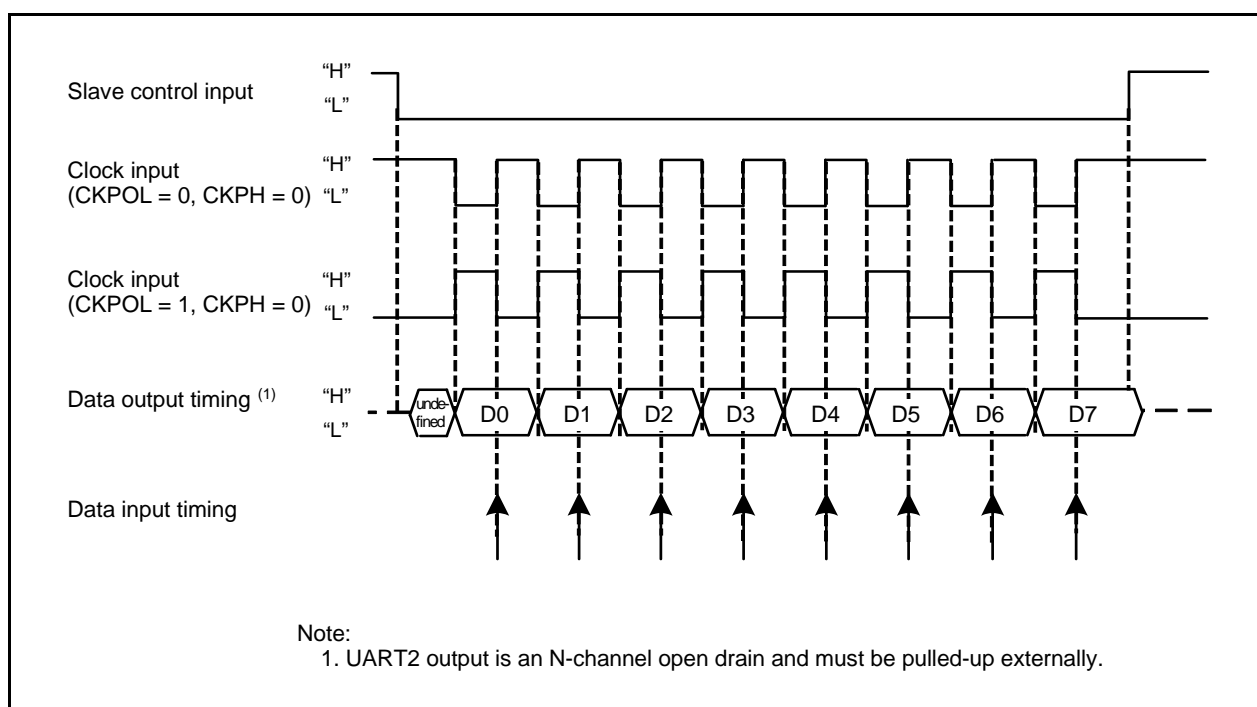 Slave control input
“H”
“L”
Clock input
(CKPOL = 0, CKPH = 0)
“H”
“L”
Clock input
(CKPOL = 1, CKPH = 0)
“H”
“L”
Data output timing (1)
“H”
“L”
unde-
fined
D0 D1 D2 D3 D4 D5 D6 D7
Data input timing
Note:
1. UART2 output is an N-channel open drain and must be pulled-up externally.